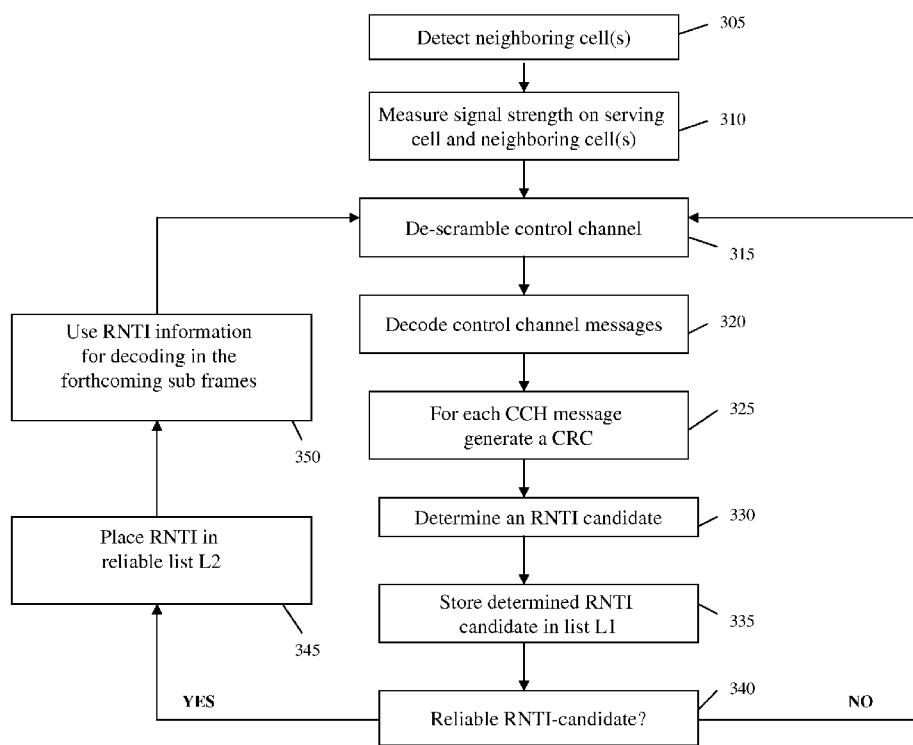 Detect neighboring cell(s)
305
Measure signal strength on serving
cell and neighboring cell(s)
310
De-scramble control channel
315
Decode control channel messages
320
For each CCH message
generate a CRC
325
Determine an RNTI candidate
330
Store determined RNTI
candidate in list L1
335
Reliable RNTI-candidate?
340
YES
NO
Place RNTI in
reliable list L2
345
Use RNTI information
for decoding in the
forthcoming sub frames
350